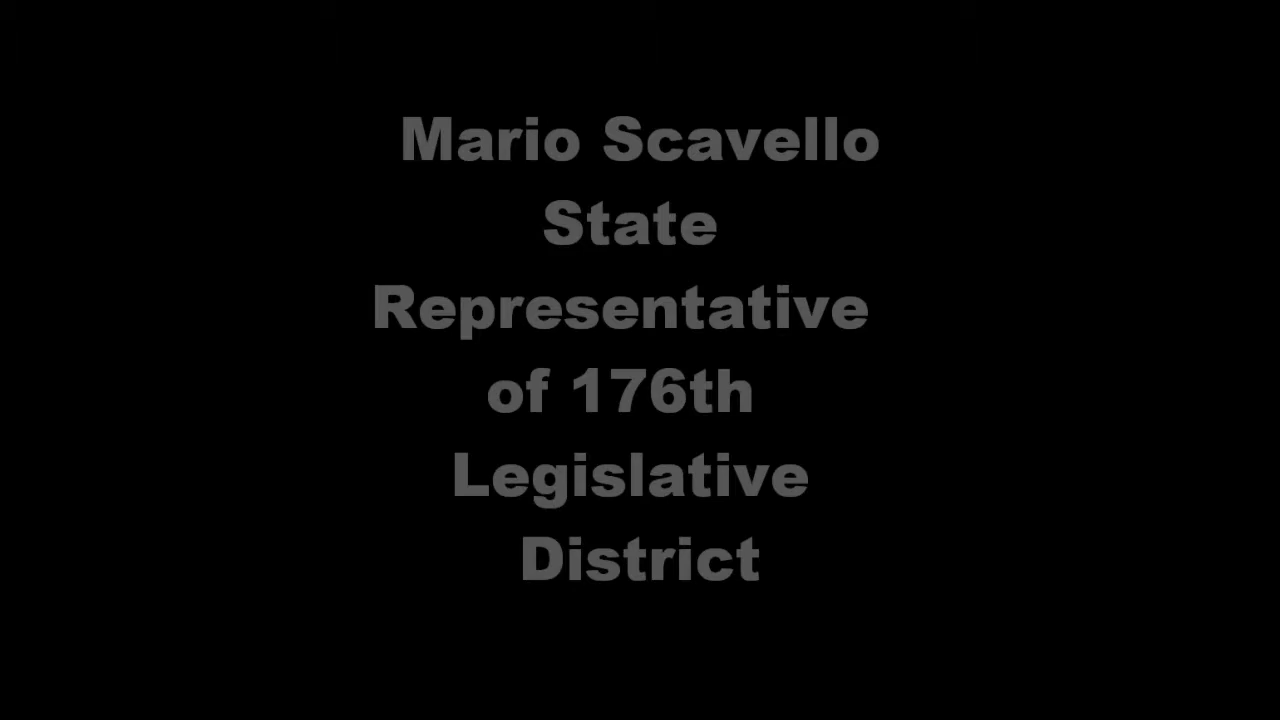 Mario Scavello
State
Representative
of 176th
Legislative
District